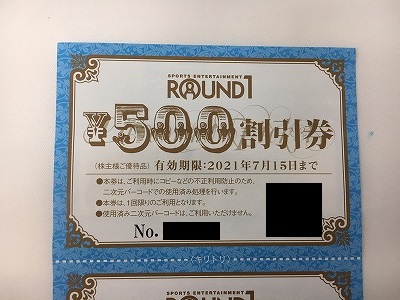 SPORTS ENTERTAINMENT
ROUND1
¥500割引券
(株主様ご優待品) 有効期限:2021年7月15日まで
●本券は、ご利用時にコピーなどの不正利用防止のため、
二次元バーコードでの使用済み処理を行います。
●本券は、1回限りのご利用となります。
●使用済み二次元バーコードは、ご利用いただけません。
No.
〈キリトリ〉
SPORTS ENTERTAINMENT
ROUND1